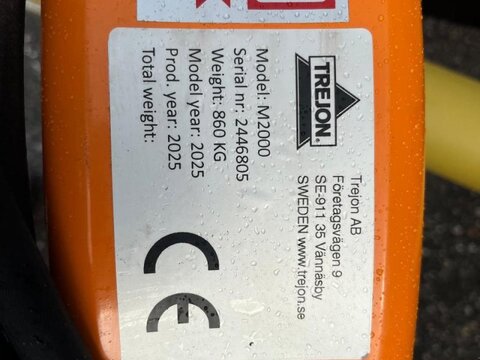 TREJON
Trejon AB
Företagsvägen 9
SE-911 35 Vännäsby
SWEDEN www.trejon.se
Model: M2000
Serial nr: 2446805
Weight: 860 KG
Model year: 2025
Prod. year: 2025
Total weight:
CE